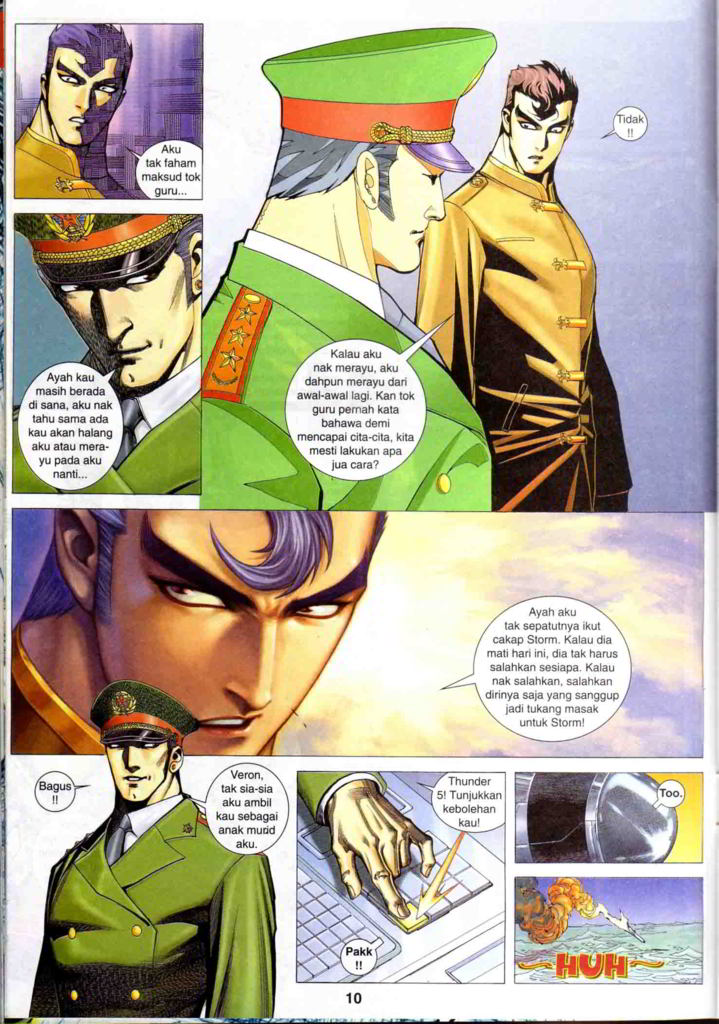 Aku
tak faham
maksud tok
guru...
Ayah kau
masih berada
di sana, aku nak
tahu sama ada
kau akan halang
aku atau mera-
yu pada aku
nanti...
Tidak
!!
Kalau aku
nak merayu, aku
dahpun merayu dari
awal-awal lagi. Kan tok
guru pernah kata
bahawa demi
mencapai cita-cita, kita
mesti lakukan apa
jua cara?
Ayah aku
tak sepatutnya ikut
cakap Storm. Kalau dia
mati hari ini, dia tak harus
salahkan sesiapa. Kalau
nak salahkan, salahkan
dirinya saja yang sanggup
jadi tukang masak
untuk Storm!
Bagus
!!
Veron,
tak sia-sia
aku ambil
kau sebagai
anak murid
aku.
Thunder
5! Tunjukkan
kebolehan
kau!
Pakk
!!
Too.
~HUH~
10